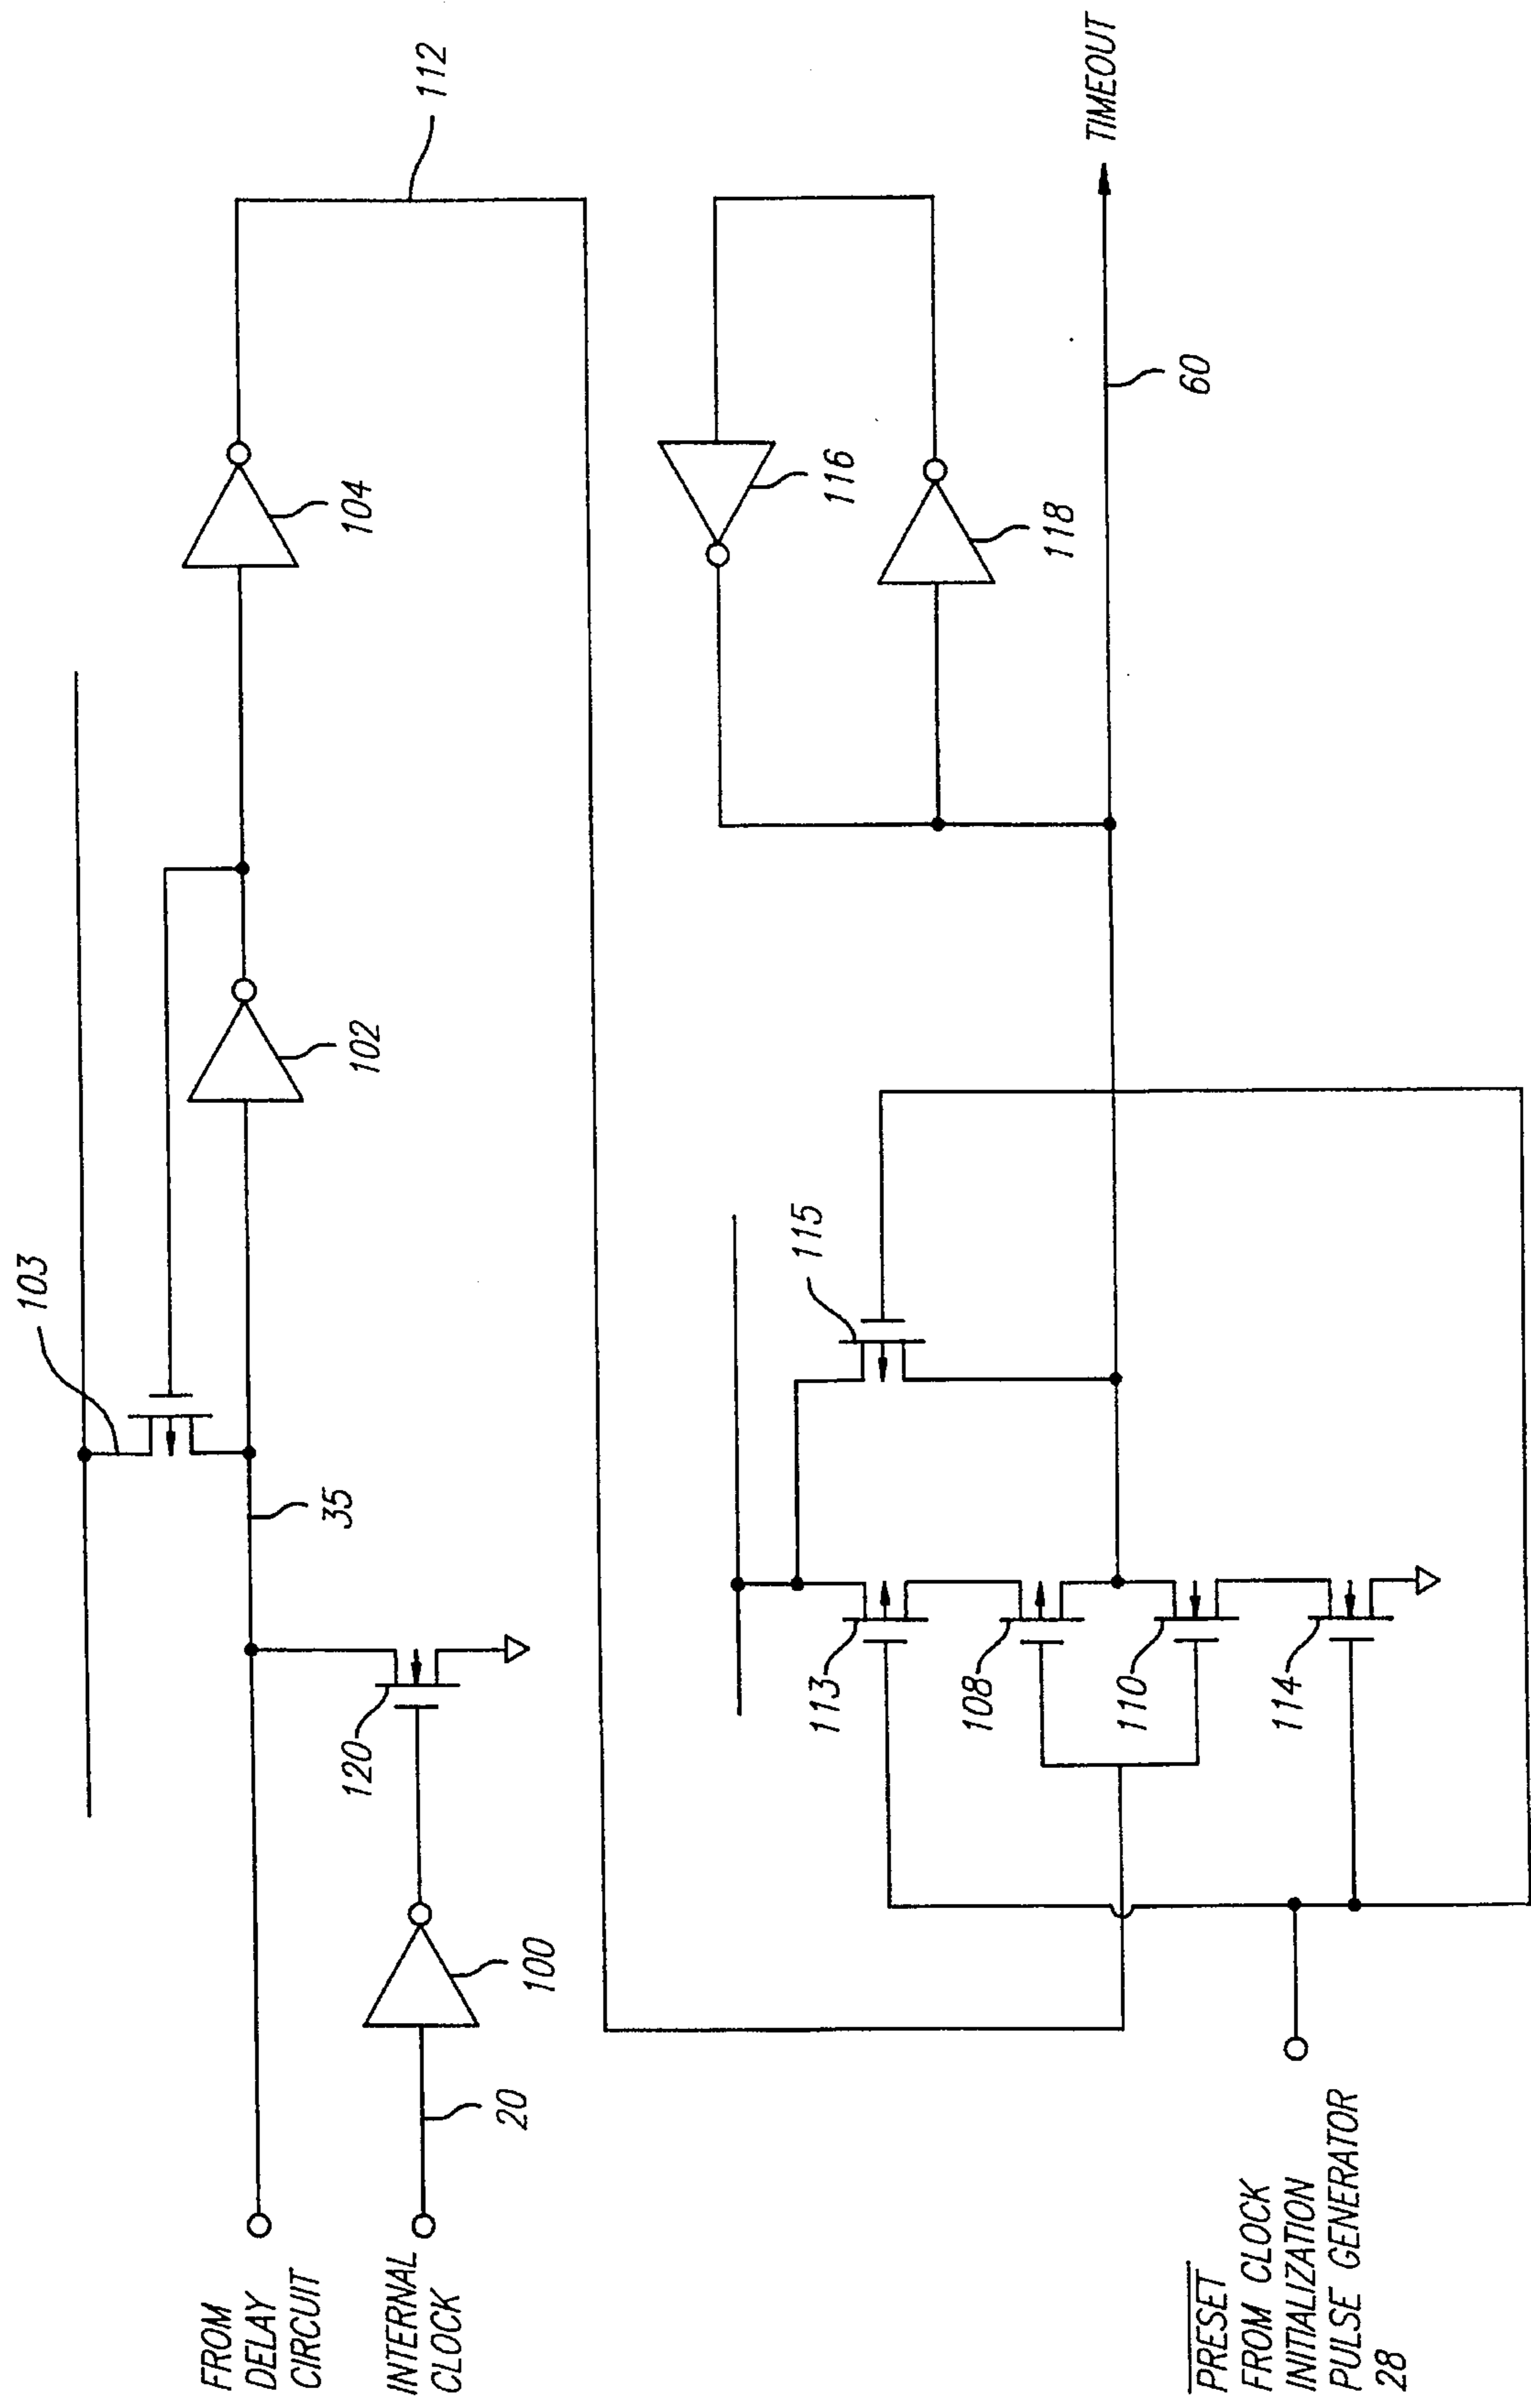 FROM
DELAY
CIRCUIT
INTERNAL
CLOCK
20
100
120
35
103
102
104
112
PRESET
FROM CLOCK
INITIALIZATION
PULSE GENERATOR
28
113
108
110
114
115
116
118
60
TIMEOUT